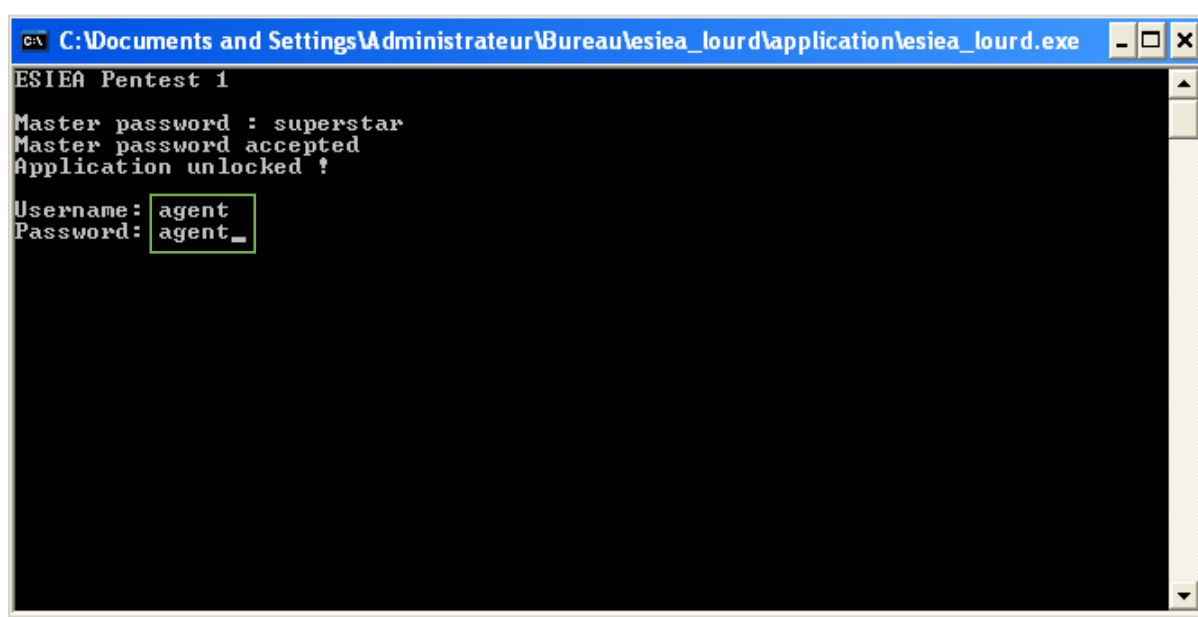 C:\Documents and Settings\Administrateur\Bureau\esiea_lourd\application\esiea_lourd.exe
ESIEA Pentest 1
Master password : superstar
Master password accepted
Application unlocked !
Username: agent
Password: agent_